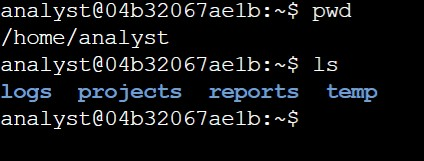 analyst@04b32067ae1b:~$ pwd
/home/analyst
analyst@04b32067ae1b:~$ ls
logs  projects  reports  temp
analyst@04b32067ae1b:~$